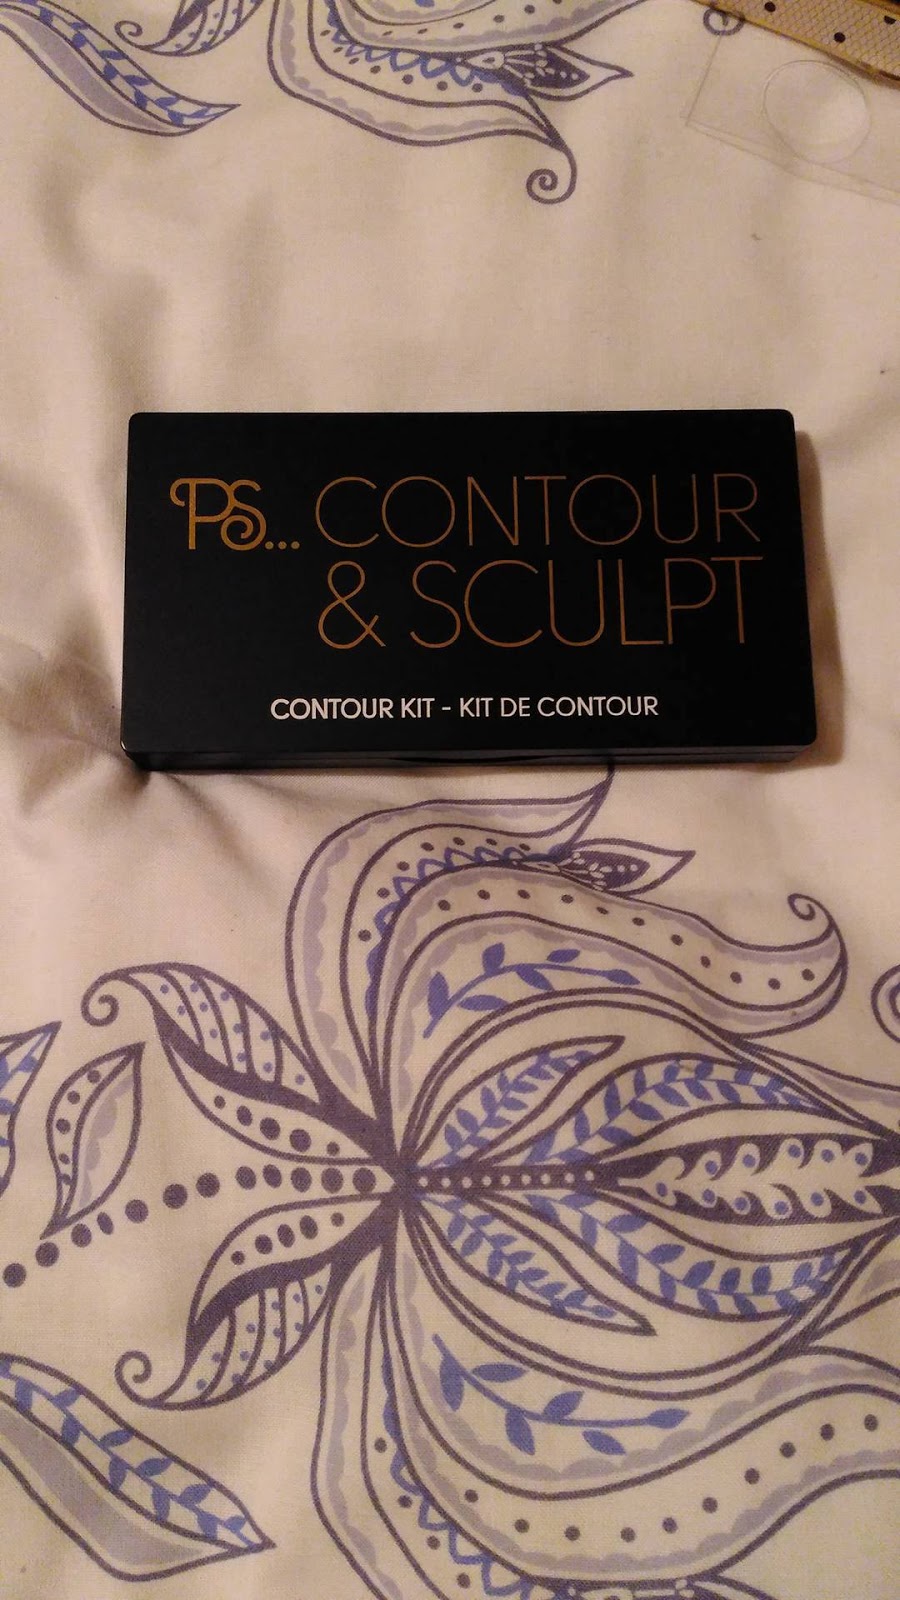 PS... CONTOUR
& SCULPT
CONTOUR KIT - KIT DE CONTOUR